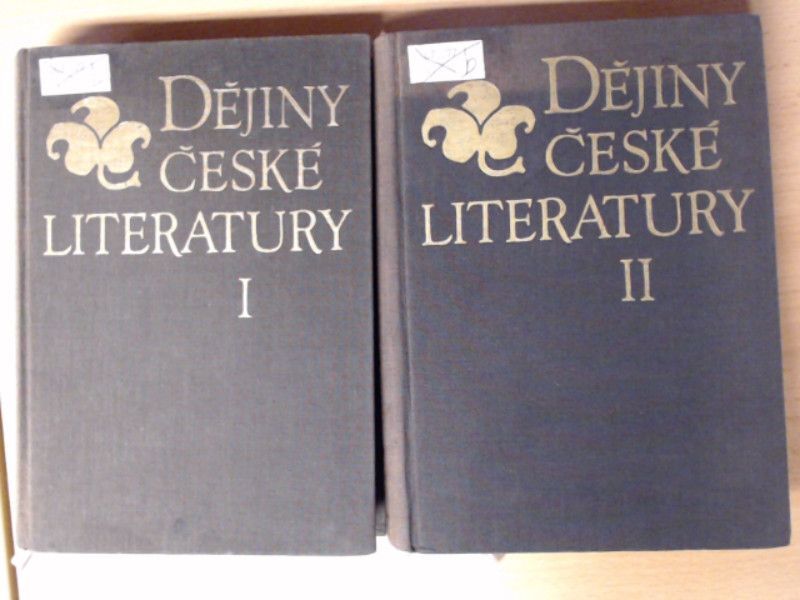 DĚJINY
ČESKÉ
LITERATURY
I
DĚJINY
ČESKÉ
LITERATURY
II